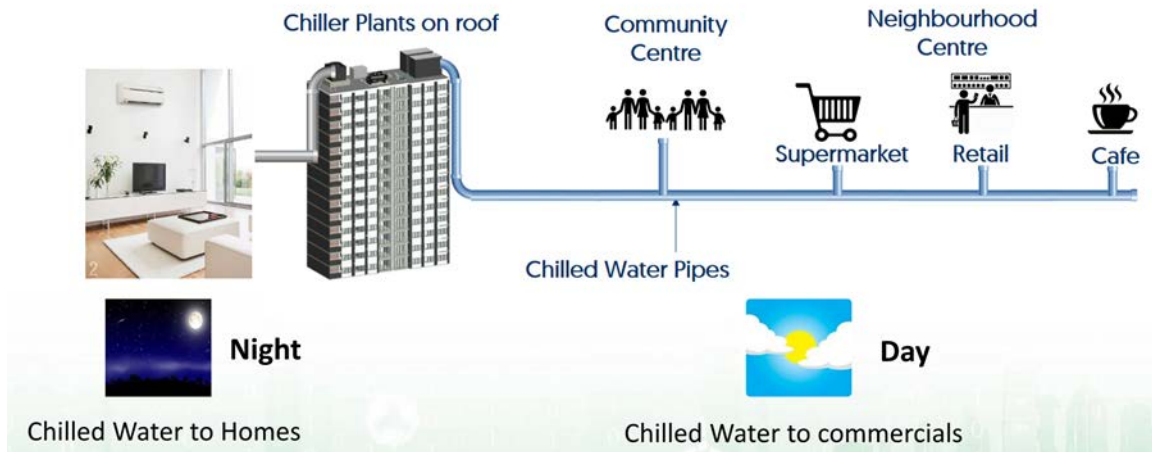 Chiller Plants on roof
Community
Centre
Neighbourhood
Centre
Supermarket
Retail
Cafe
Chilled Water Pipes
2
Night
Day
Chilled Water to Homes
Chilled Water to commercials